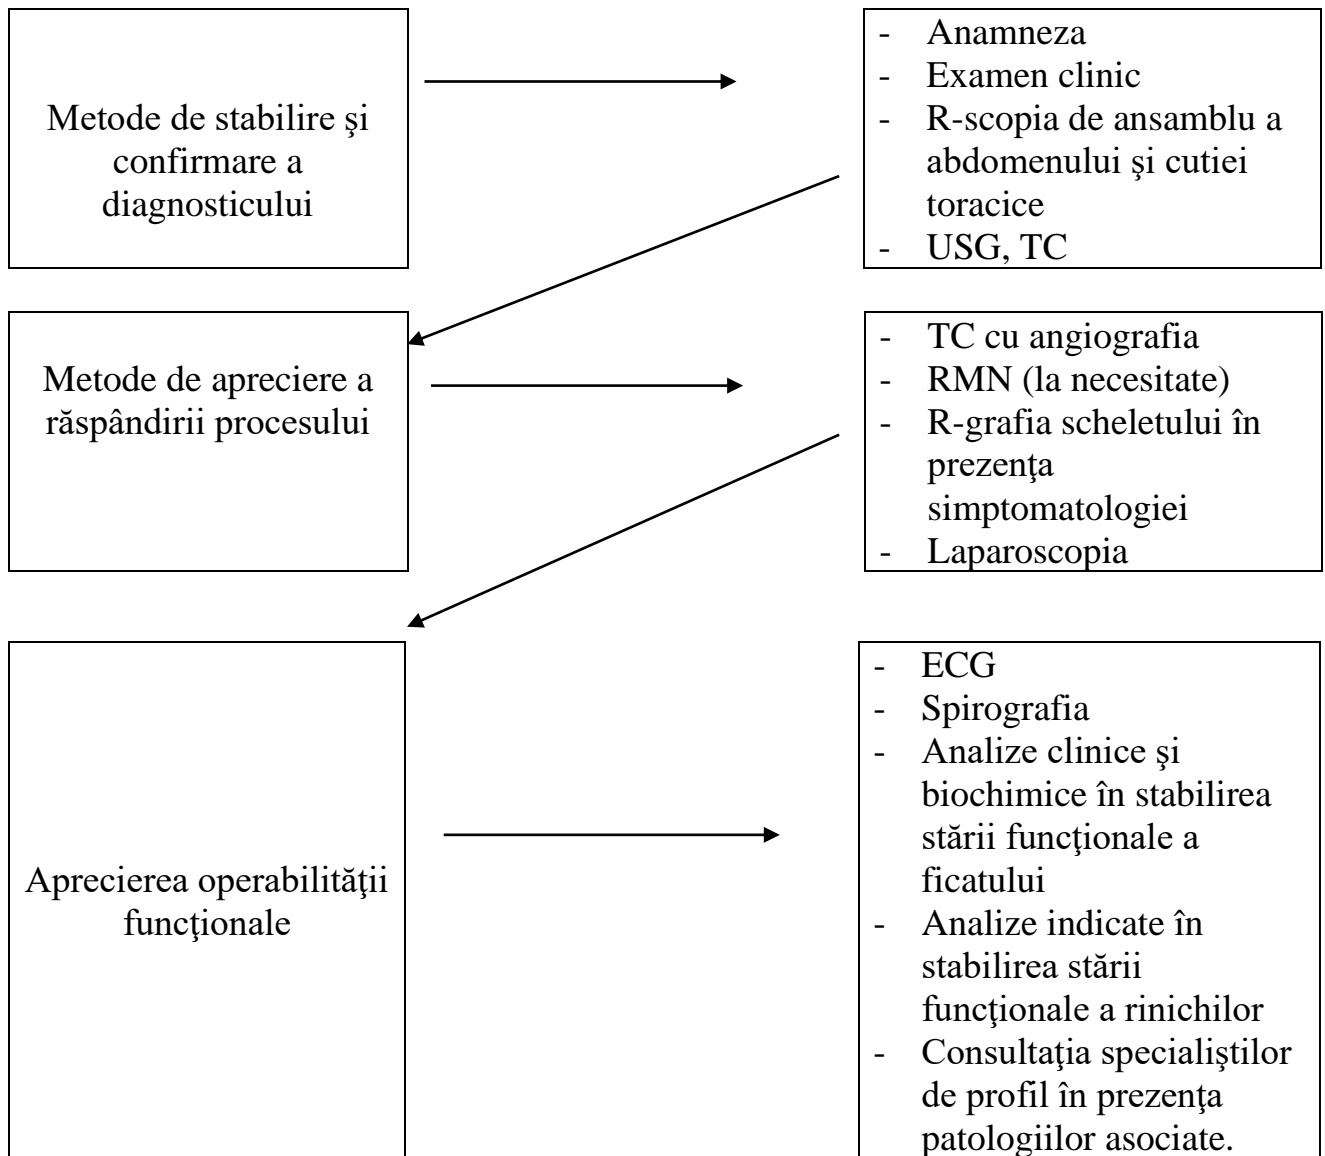 Metode de stabilire şi
confirmare a
diagnosticului
- Anamneza
- Examen clinic
- R-scopia de ansamblu a
abdomenului şi cutiei
toracice
- USG, TC
Metode de apreciere a
răspândirii procesului
- TC cu angiografia
- RMN (la necesitate)
- R-grafia scheletului în
prezenţa
simptomatologiei
- Laparoscopia
Aprecierea operabilităţii
funcţionale
- ECG
- Spirografia
- Analize clinice şi
biochimice în stabilirea
stării funcţionale a
ficatului
- Analize indicate în
stabilirea stării
funcţionale a rinichilor
- Consultaţia specialiştilor
de profil în prezenţa
patologiilor asociate.